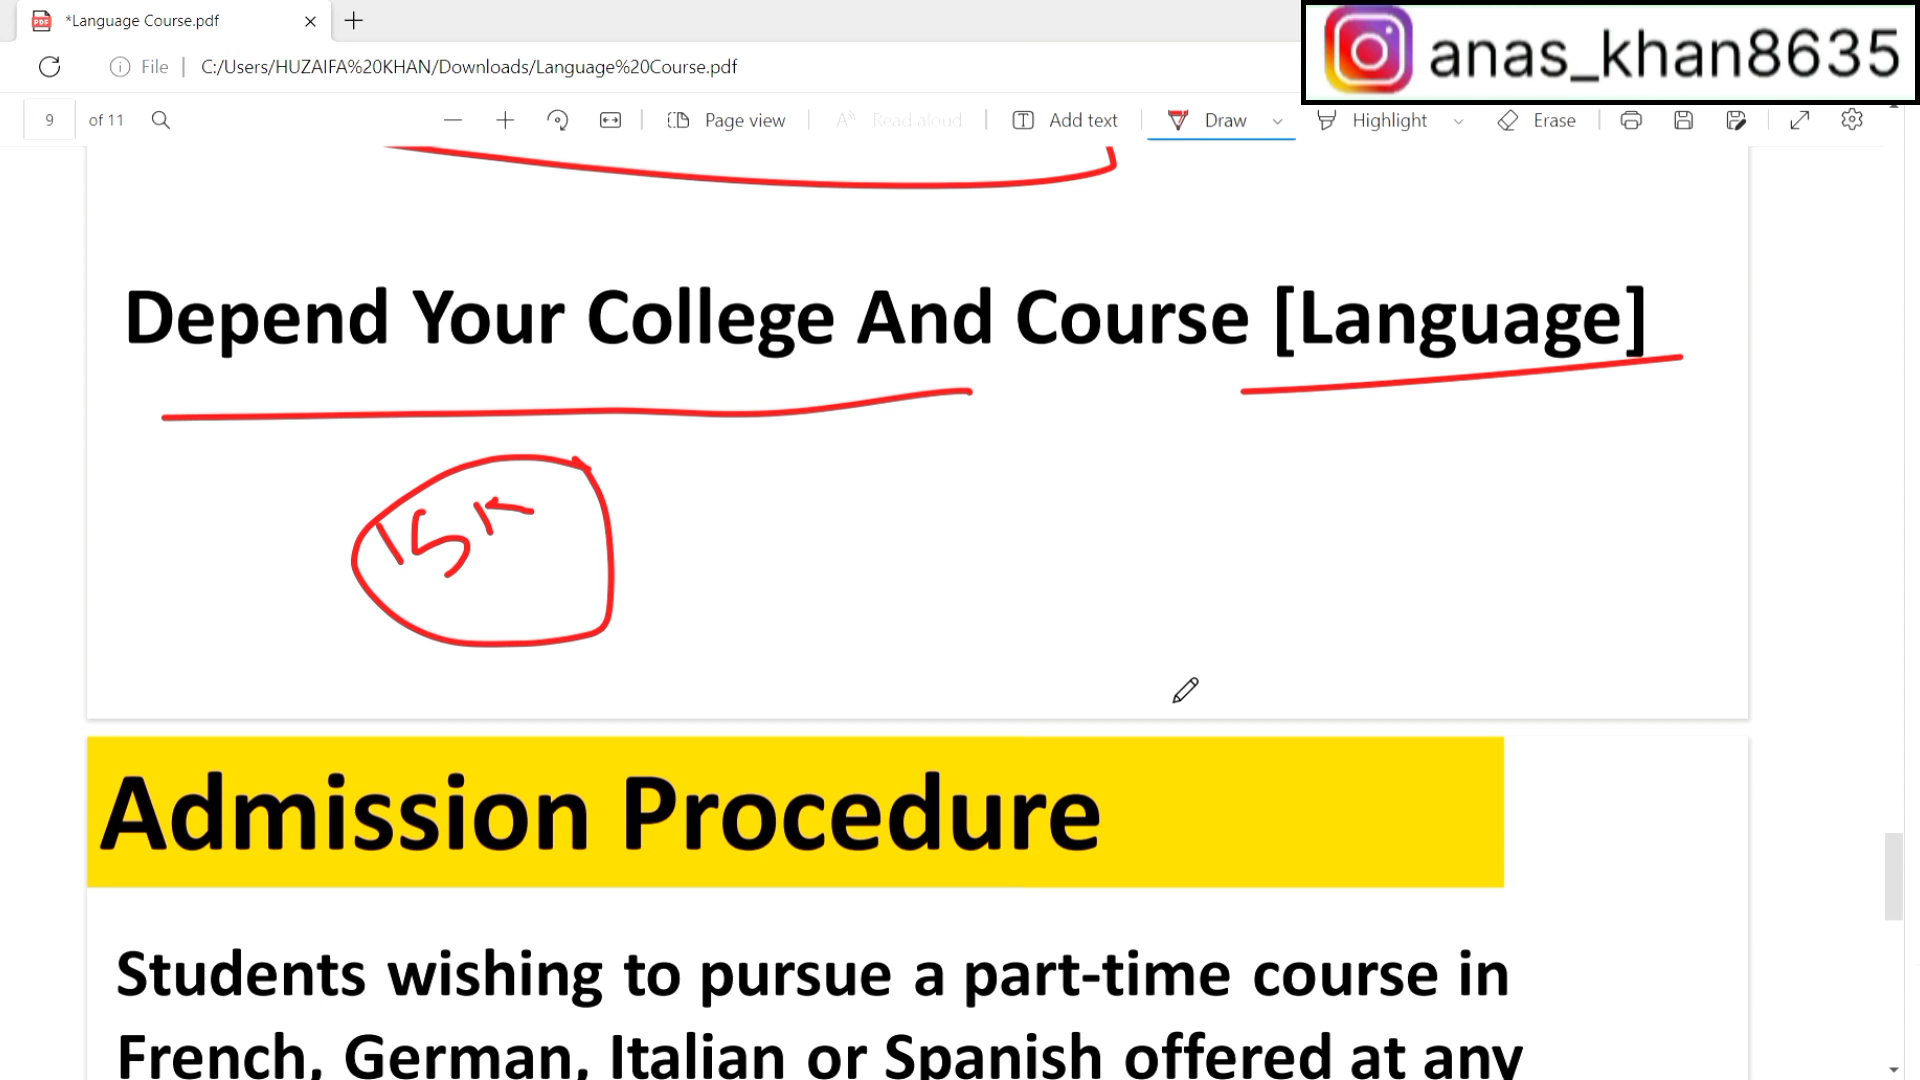 *Language Course.pdf
File | C:/Users/HUZAIFA%20KHAN/Downloads/Language%20Course.pdf
anas_khan8635
9 of 11 Page view Read aloud Add text Draw Highlight Erase
Depend Your College And Course [Language]
15K
Admission Procedure
Students wishing to pursue a part-time course in
French, German, Italian or Spanish offered at any